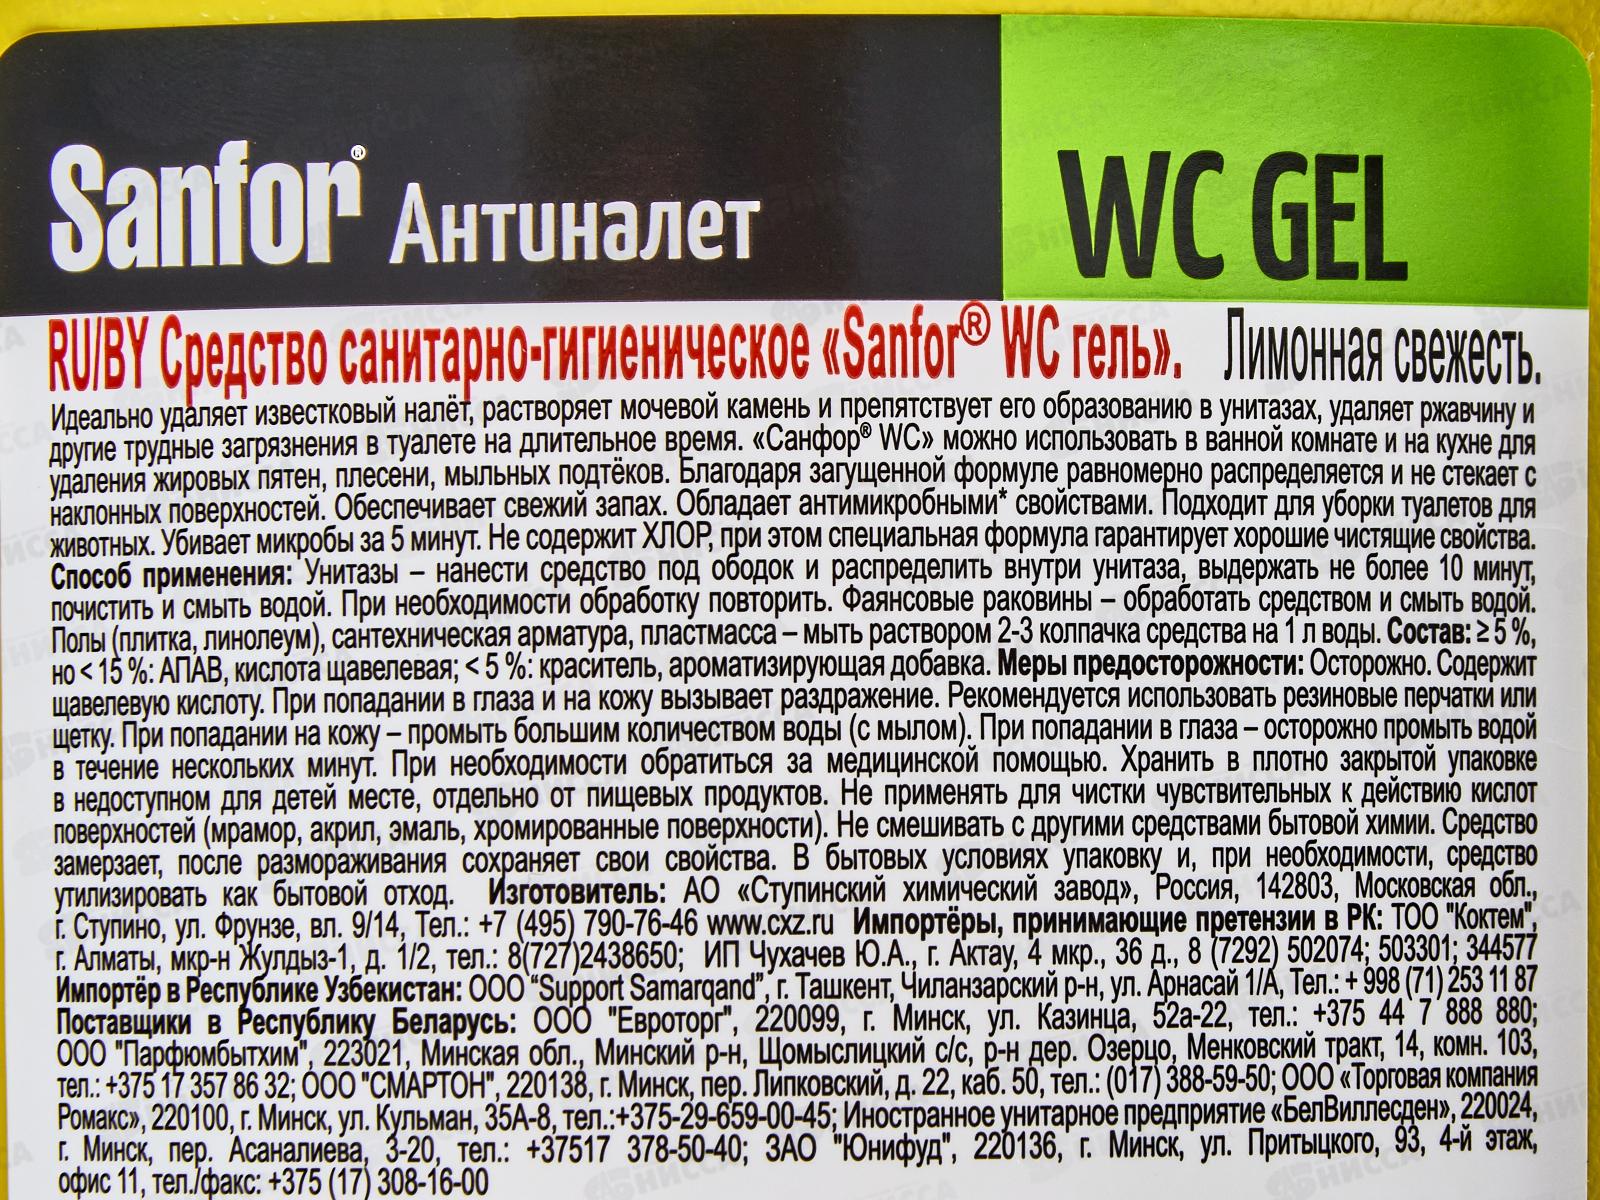 Sanfor® Антиналет
WC GEL
RU/BY Средство санитарно-гигиеническое «Sanfor® WC гель». Лимонная свежесть.
Идеально удаляет известковый налёт, растворяет мочевой камень и препятствует его образованию в унитазах, удаляет ржавчину и
другие трудные загрязнения в туалете на длительное время. «Санфор® WC» можно использовать в ванной комнате и на кухне для
удаления жировых пятен, плесени, мыльных подтёков. Благодаря загущенной формуле равномерно распределяется и не стекает с
наклонных поверхностей. Обеспечивает свежий запах. Обладает антимикробными* свойствами. Подходит для уборки туалетов для
животных. Убивает микробы за 5 минут. Не содержит ХЛОР, при этом специальная формула гарантирует хорошие чистящие свойства.
Способ применения: Унитазы – нанести средство под ободок и распределить внутри унитаза, выдержать не более 10 минут,
почистить и смыть водой. При необходимости обработку повторить. Фаянсовые раковины – обработать средством и смыть водой.
Полы (плитка, линолеум), сантехническая арматура, пластмасса – мыть раствором 2-3 колпачка средства на 1 л воды. Состав: ≥ 5 %,
но < 15 %: АПАВ, кислота щавелевая; < 5 %: краситель, ароматизирующая добавка. Меры предосторожности: Осторожно. Содержит
щавелевую кислоту. При попадании в глаза и на кожу вызывает раздражение. Рекомендуется использовать резиновые перчатки или
щетку. При попадании на кожу – промыть большим количеством воды (с мылом). При попадании в глаза – осторожно промыть водой
в течение нескольких минут. При необходимости обратиться за медицинской помощью. Хранить в плотно закрытой упаковке
в недоступном для детей месте, отдельно от пищевых продуктов. Не применять для чистки чувствительных к действию кислот
поверхностей (мрамор, акрил, эмаль, хромированные поверхности). Не смешивать с другими средствами бытовой химии. Средство
замерзает, после размораживания сохраняет свои свойства. В бытовых условиях упаковку и, при необходимости, средство
утилизировать как бытовой отход. Изготовитель: АО «Ступинский химический завод», Россия, 142803, Московская обл.,
г. Ступино, ул. Фрунзе, вл. 9/14, Тел.: +7 (495) 790-76-46 www.cxz.ru Импортёры, принимающие претензии в РК: ТОО "Коктем",
г. Алматы, мкр-н Жулдыз-1, д. 1/2, тел.: 8(727)2438650; ИП Чухачев Ю.А., г. Актау, 4 мкр., 36 д., 8 (7292) 502074; 503301; 344577
Импортёр в Республике Узбекистан: ООО “Support Samarqand”, г. Ташкент, Чиланзарский р-н, ул. Арнасай 1/А, Тел.: + 998 (71) 253 11 87
Поставщики в Республику Беларусь: ООО "Евроторг", 220099, г. Минск, ул. Казинца, 52а-22, тел.: +375 44 7 888 880;
ООО "Парфюмбытхим", 223021, Минская обл., Минский р-н, Щомыслицкий с/с, р-н дер. Озерцо, Менковский тракт, 14, комн. 103,
тел.: +375 17 357 86 32; ООО "СМАРТОН", 220138, г. Минск, пер. Липковский, д. 22, каб. 50, тел.: (017) 388-59-50; ООО «Торговая компания
Ромакс», 220100, г. Минск, ул. Кульман, 35А-8, тел.:+375-29-659-00-45; Иностранное унитарное предприятие «БелВиллесден», 220024,
г. Минск, пер. Асаналиева, 3-20, тел.: +37517 378-50-40; ЗАО "Юнифуд", 220136, г. Минск, ул. Притыцкого, 93, 4-й этаж,
офис 11, тел./факс: +375 (17) 308-16-00